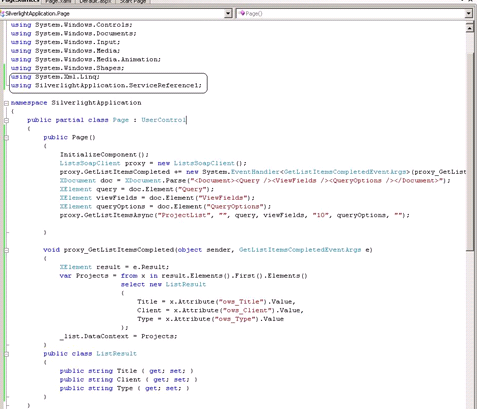 Page.xaml.cs Page.xaml Default.aspx Start Page
SilverlightApplication.Page Page()
using System.Windows.Controls;
using System.Windows.Documents;
using System.Windows.Input;
using System.Windows.Media;
using System.Windows.Media.Animation;
using System.Windows.Shapes;
using System.Xml.Linq;
using SilverlightApplication.ServiceReference1;
namespace SilverlightApplication
{
public partial class Page : UserControl
{
public Page()
{
InitializeComponent();
ListsSoapClient proxy = new ListsSoapClient();
proxy.GetListItemsCompleted += new System.EventHandler<GetListItemsCompletedEventArgs>(proxy_GetList
XDocument doc = XDocument.Parse("<Document><Query /><ViewFields /><QueryOptions /></Document>");
XElement query = doc.Element("Query");
XElement viewFields = doc.Element("ViewFields");
XElement queryOptions = doc.Element("QueryOptions");
proxy.GetListItemsAsync("ProjectList", "", query, viewFields, "10", queryOptions, "");
}
void proxy_GetListItemsCompleted(object sender, GetListItemsCompletedEventArgs e)
{
XElement result = e.Result;
var Projects = from x in result.Elements().First().Elements()
select new ListResult
{
Title = x.Attribute("ows_Title").Value,
Client = x.Attribute("ows_Client").Value,
Type = x.Attribute("ows_Type").Value
};
_list.DataContext = Projects;
}
public class ListResult
{
public string Title { get; set; }
public string Client { get; set; }
public string Type { get; set; }
}
}